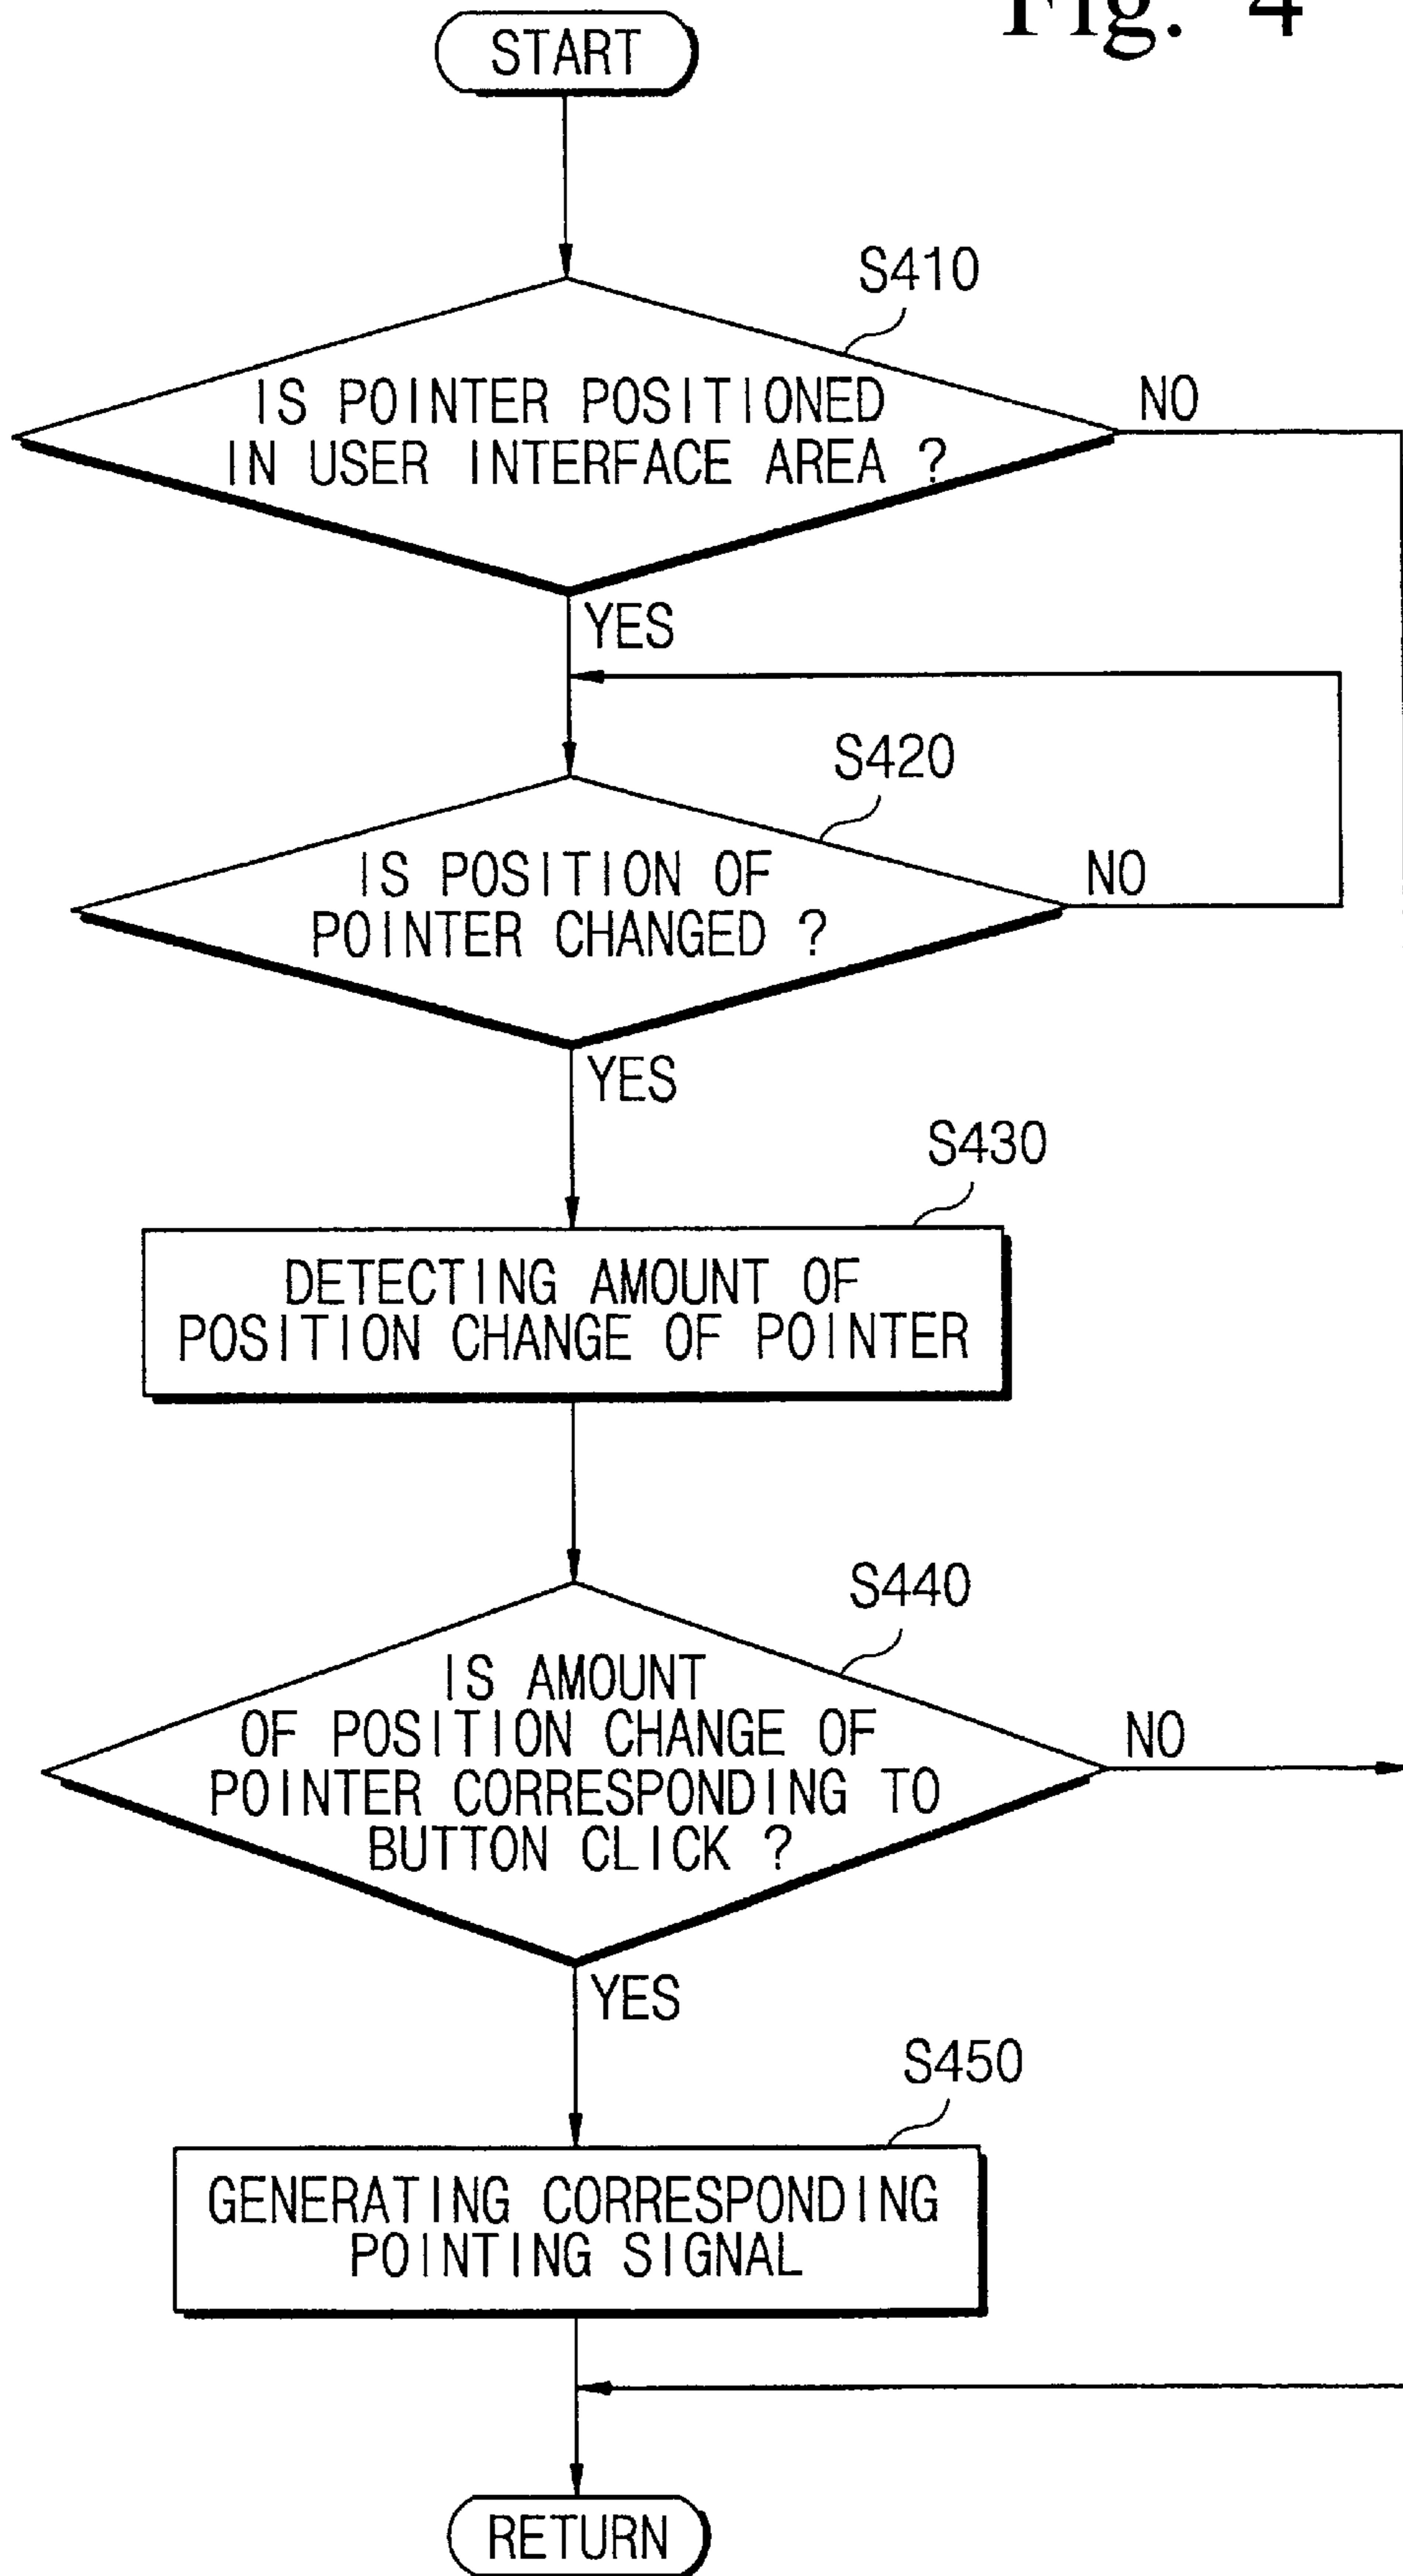 Fig. 4
START
S410
IS POINTER POSITIONED
IN USER INTERFACE AREA ?
NO
YES
S420
IS POSITION OF
POINTER CHANGED ?
NO
YES
S430
DETECTING AMOUNT OF
POSITION CHANGE OF POINTER
S440
IS AMOUNT
OF POSITION CHANGE OF
POINTER CORRESPONDING TO
BUTTON CLICK ?
NO
YES
S450
GENERATING CORRESPONDING
POINTING SIGNAL
RETURN